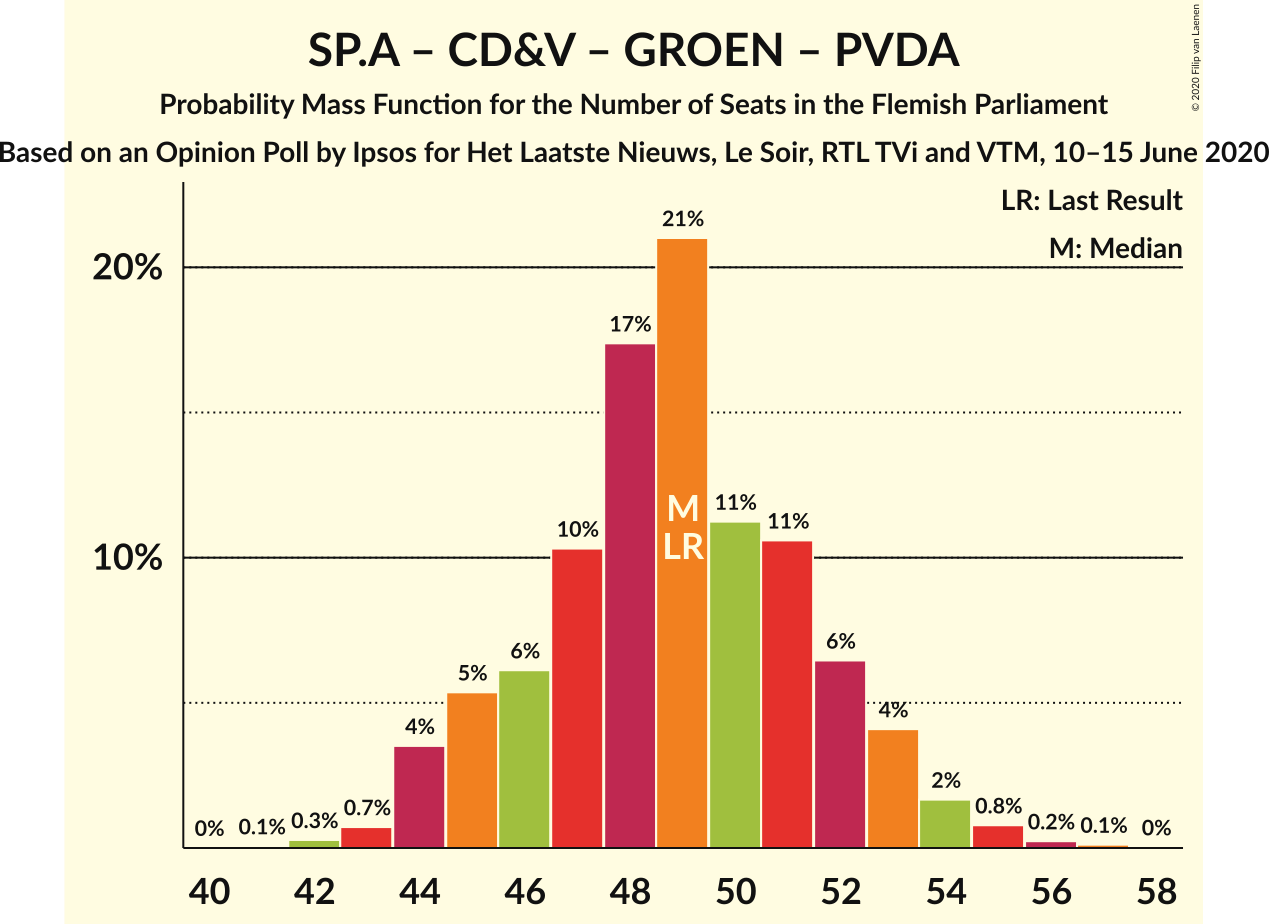 SP.A – CD&V – GROEN – PVDA
Probability Mass Function for the Number of Seats in the Flemish Parliament
Based on an Opinion Poll by Ipsos for Het Laatste Nieuws, Le Soir, RTL TVi and VTM, 10–15 June 2020
© 2020 Filip van Laenen
LR: Last Result
M: Median
20%
10%
0%
0.1%
0.3%
0.7%
4%
5%
6%
10%
17%
21%
11%
11%
6%
4%
2%
0.8%
0.2%
0.1%
0%
M
LR
40 42 44 46 48 50 52 54 56 58